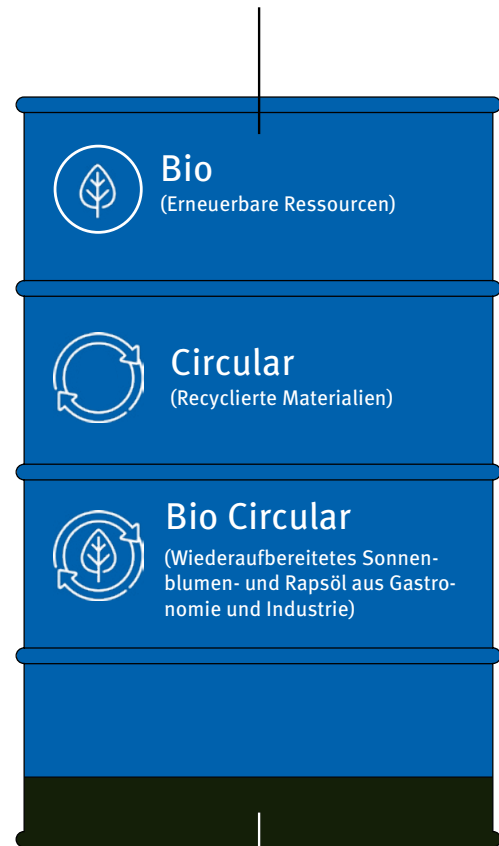 Bio
(Erneuerbare Ressourcen)
Circular
(Recyclierte Materialien)
Bio Circular
(Wiederaufbereitetes Sonnen-
blumen- und Rapsöl aus Gastro-
nomie und Industrie)